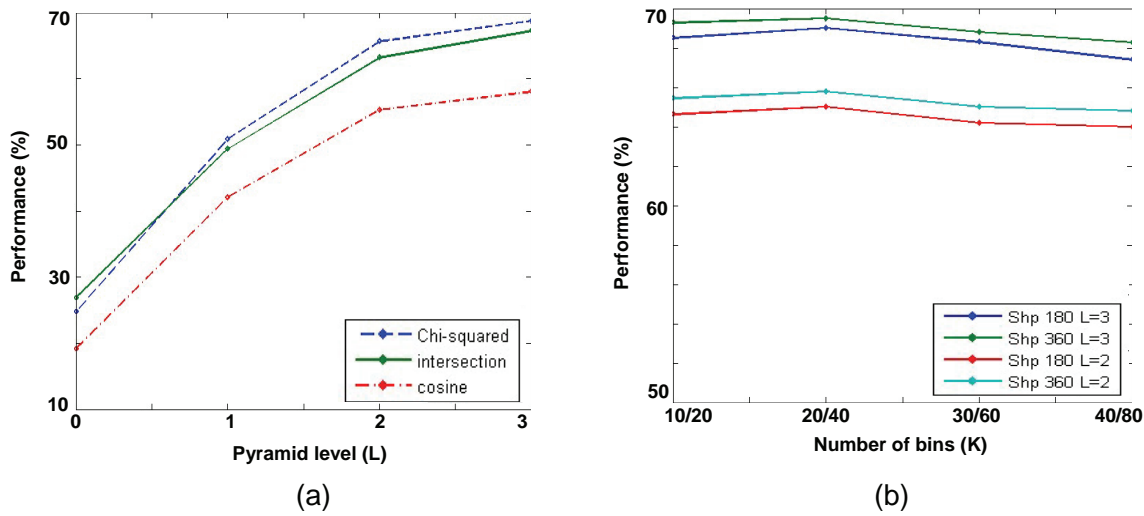 70
50
30
10
Performance (%)
0 1 2 3
Pyramid level (L)
Chi-squared
intersection
cosine
(a)
70
60
50
Performance (%)
10/20 20/40 30/60 40/80
Number of bins (K)
Shp 180 L=3
Shp 360 L=3
Shp 180 L=2
Shp 360 L=2
(b)